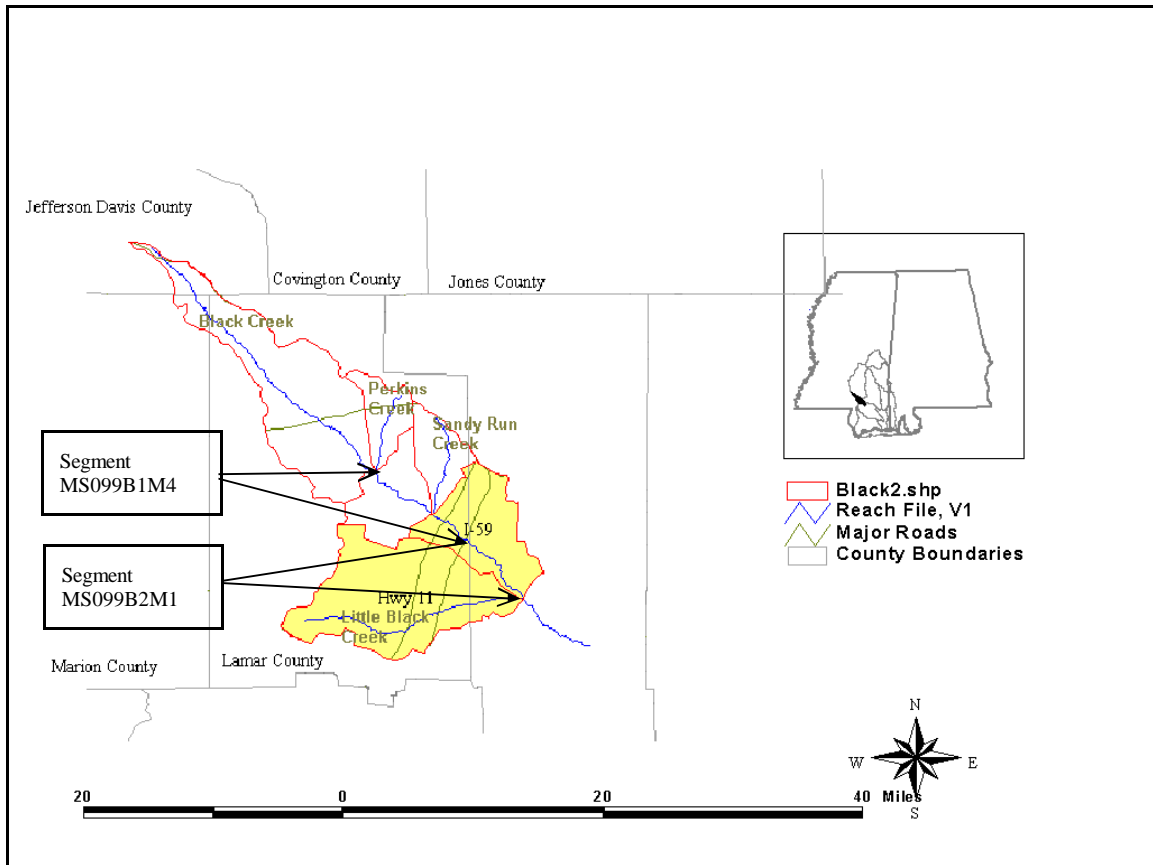 Jefferson Davis County
Covington County
Jones County
Black Creek
Perkins
Creek
Sandy Run
Creek
Segment
MS099B1M4
I-59
Segment
MS099B2M1
Hwy 11
Little Black
Creek
Marion County
Lamar County
Black2.shp
Reach File, V1
Major Roads
County Boundaries
N
W
E
S
20
0
20
40
Miles